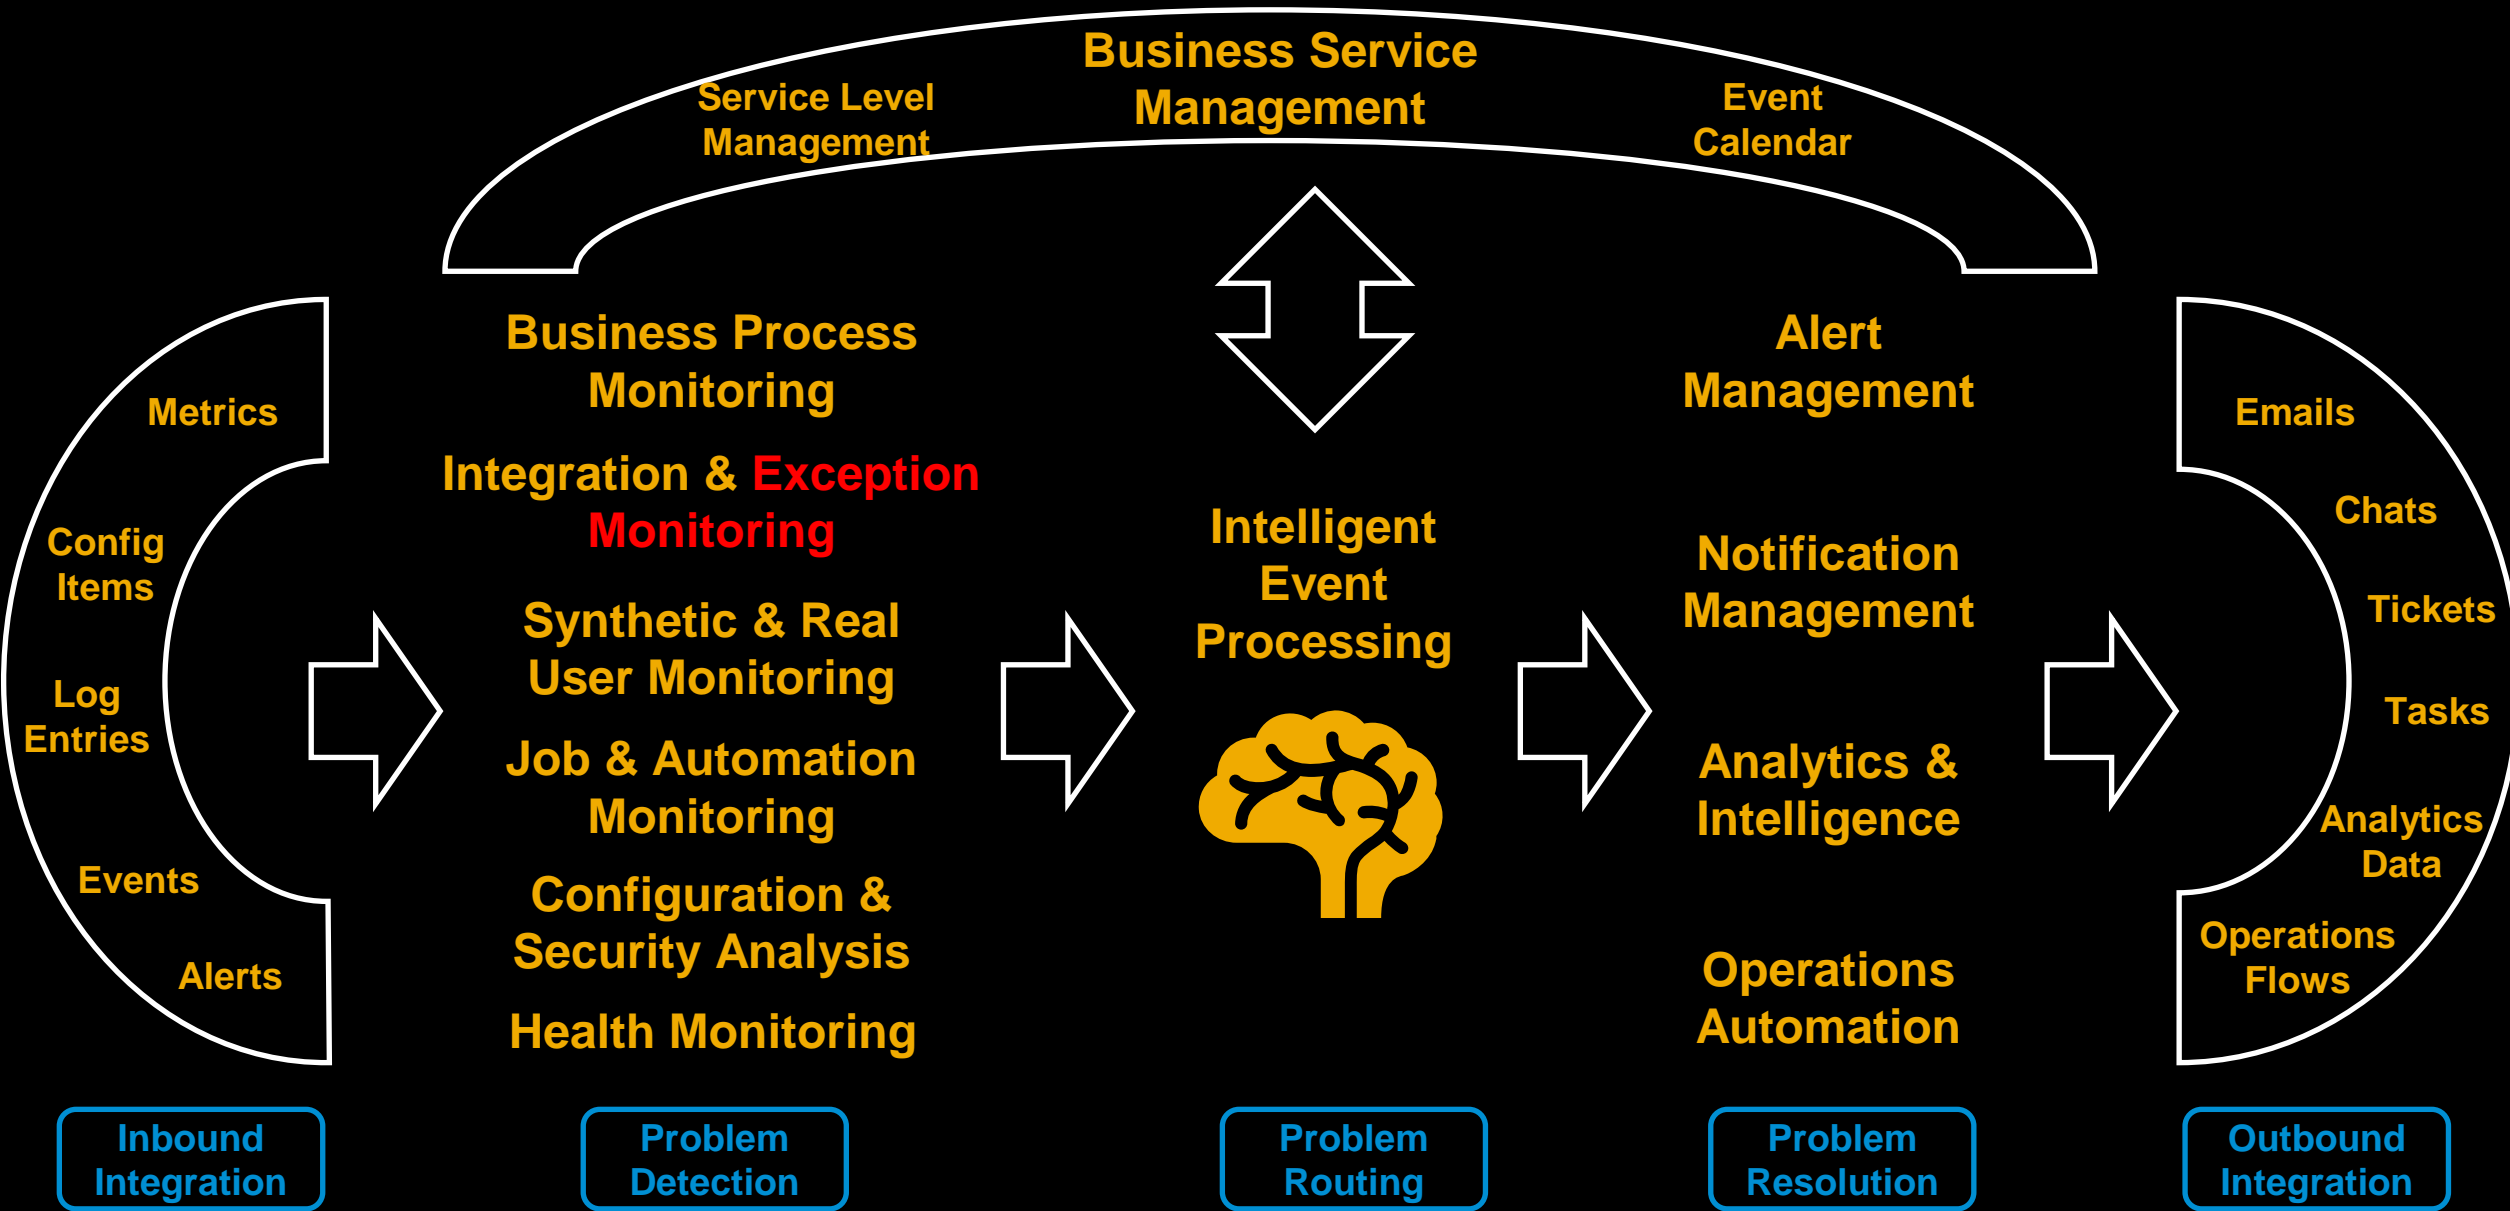 Business Service
Management
Service Level
Management
Event
Calendar
Metrics
Config
Items
Log
Entries
Events
Alerts
Business Process
Monitoring
Integration & Exception
Monitoring
Synthetic & Real
User Monitoring
Job & Automation
Monitoring
Configuration &
Security Analysis
Health Monitoring
Intelligent
Event
Processing
Alert
Management
Notification
Management
Analytics &
Intelligence
Operations
Automation
Emails
Chats
Tickets
Tasks
Analytics
Data
Operations
Flows
Inbound
Integration
Problem
Detection
Problem
Routing
Problem
Resolution
Outbound
Integration